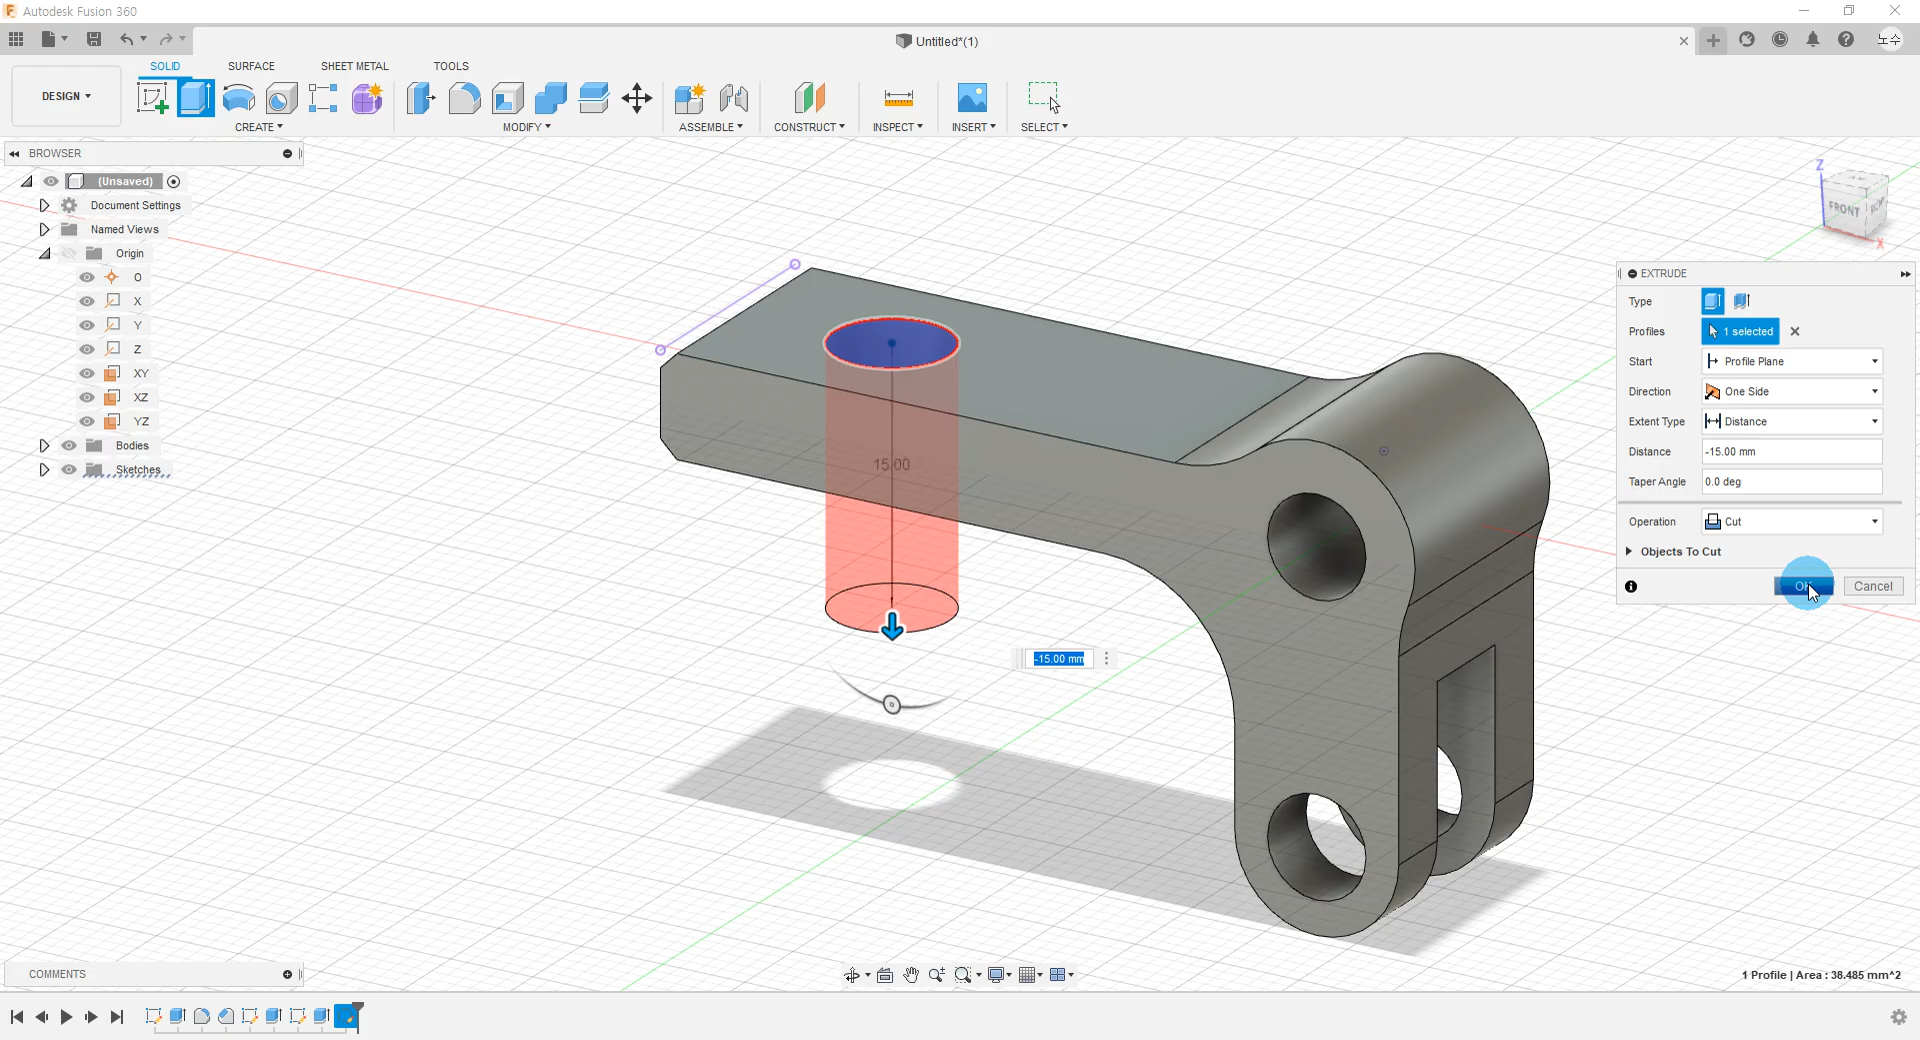 Autodesk Fusion 360
Untitled*(1)
노수
DESIGN
SOLID
SURFACE
SHEET METAL
TOOLS
CREATE
MODIFY
ASSEMBLE
CONSTRUCT
INSPECT
INSERT
SELECT
BROWSER
(Unsaved)
Document Settings
Named Views
Origin
O
X
Y
Z
XY
XZ
YZ
Bodies
Sketches
Z
FRONT
X
EXTRUDE
Type
Profiles
1 selected
Start
Profile Plane
Direction
One Side
Extent Type
Distance
Distance
-15.00 mm
Taper Angle
0.0 deg
Operation
Cut
Objects To Cut
OK
Cancel
15.00
-15.00 mm
COMMENTS
1 Profile | Area : 38.485 mm^2